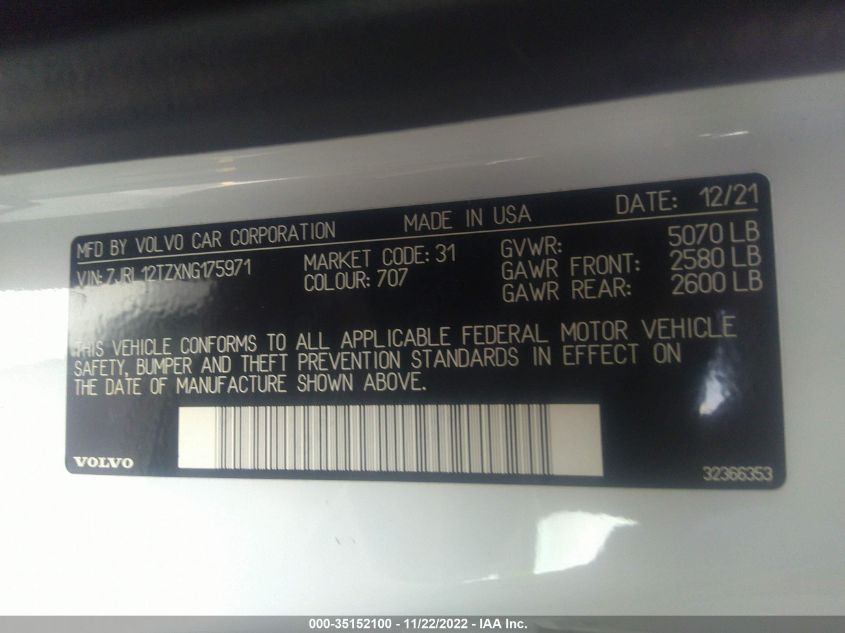 MFD BY VOLVO CAR CORPORATION MADE IN USA DATE: 12/21
VIN: 7JRL12TZXNG175971 MARKET CODE: 31 GVWR: 5070 LB
COLOUR: 707 GAWR FRONT: 2580 LB
GAWR REAR: 2600 LB
THIS VEHICLE CONFORMS TO ALL APPLICABLE FEDERAL MOTOR VEHICLE
SAFETY, BUMPER AND THEFT PREVENTION STANDARDS IN EFFECT ON
THE DATE OF MANUFACTURE SHOWN ABOVE.
VOLVO
32366353
000-35152100 - 11/22/2022 - IAA Inc.